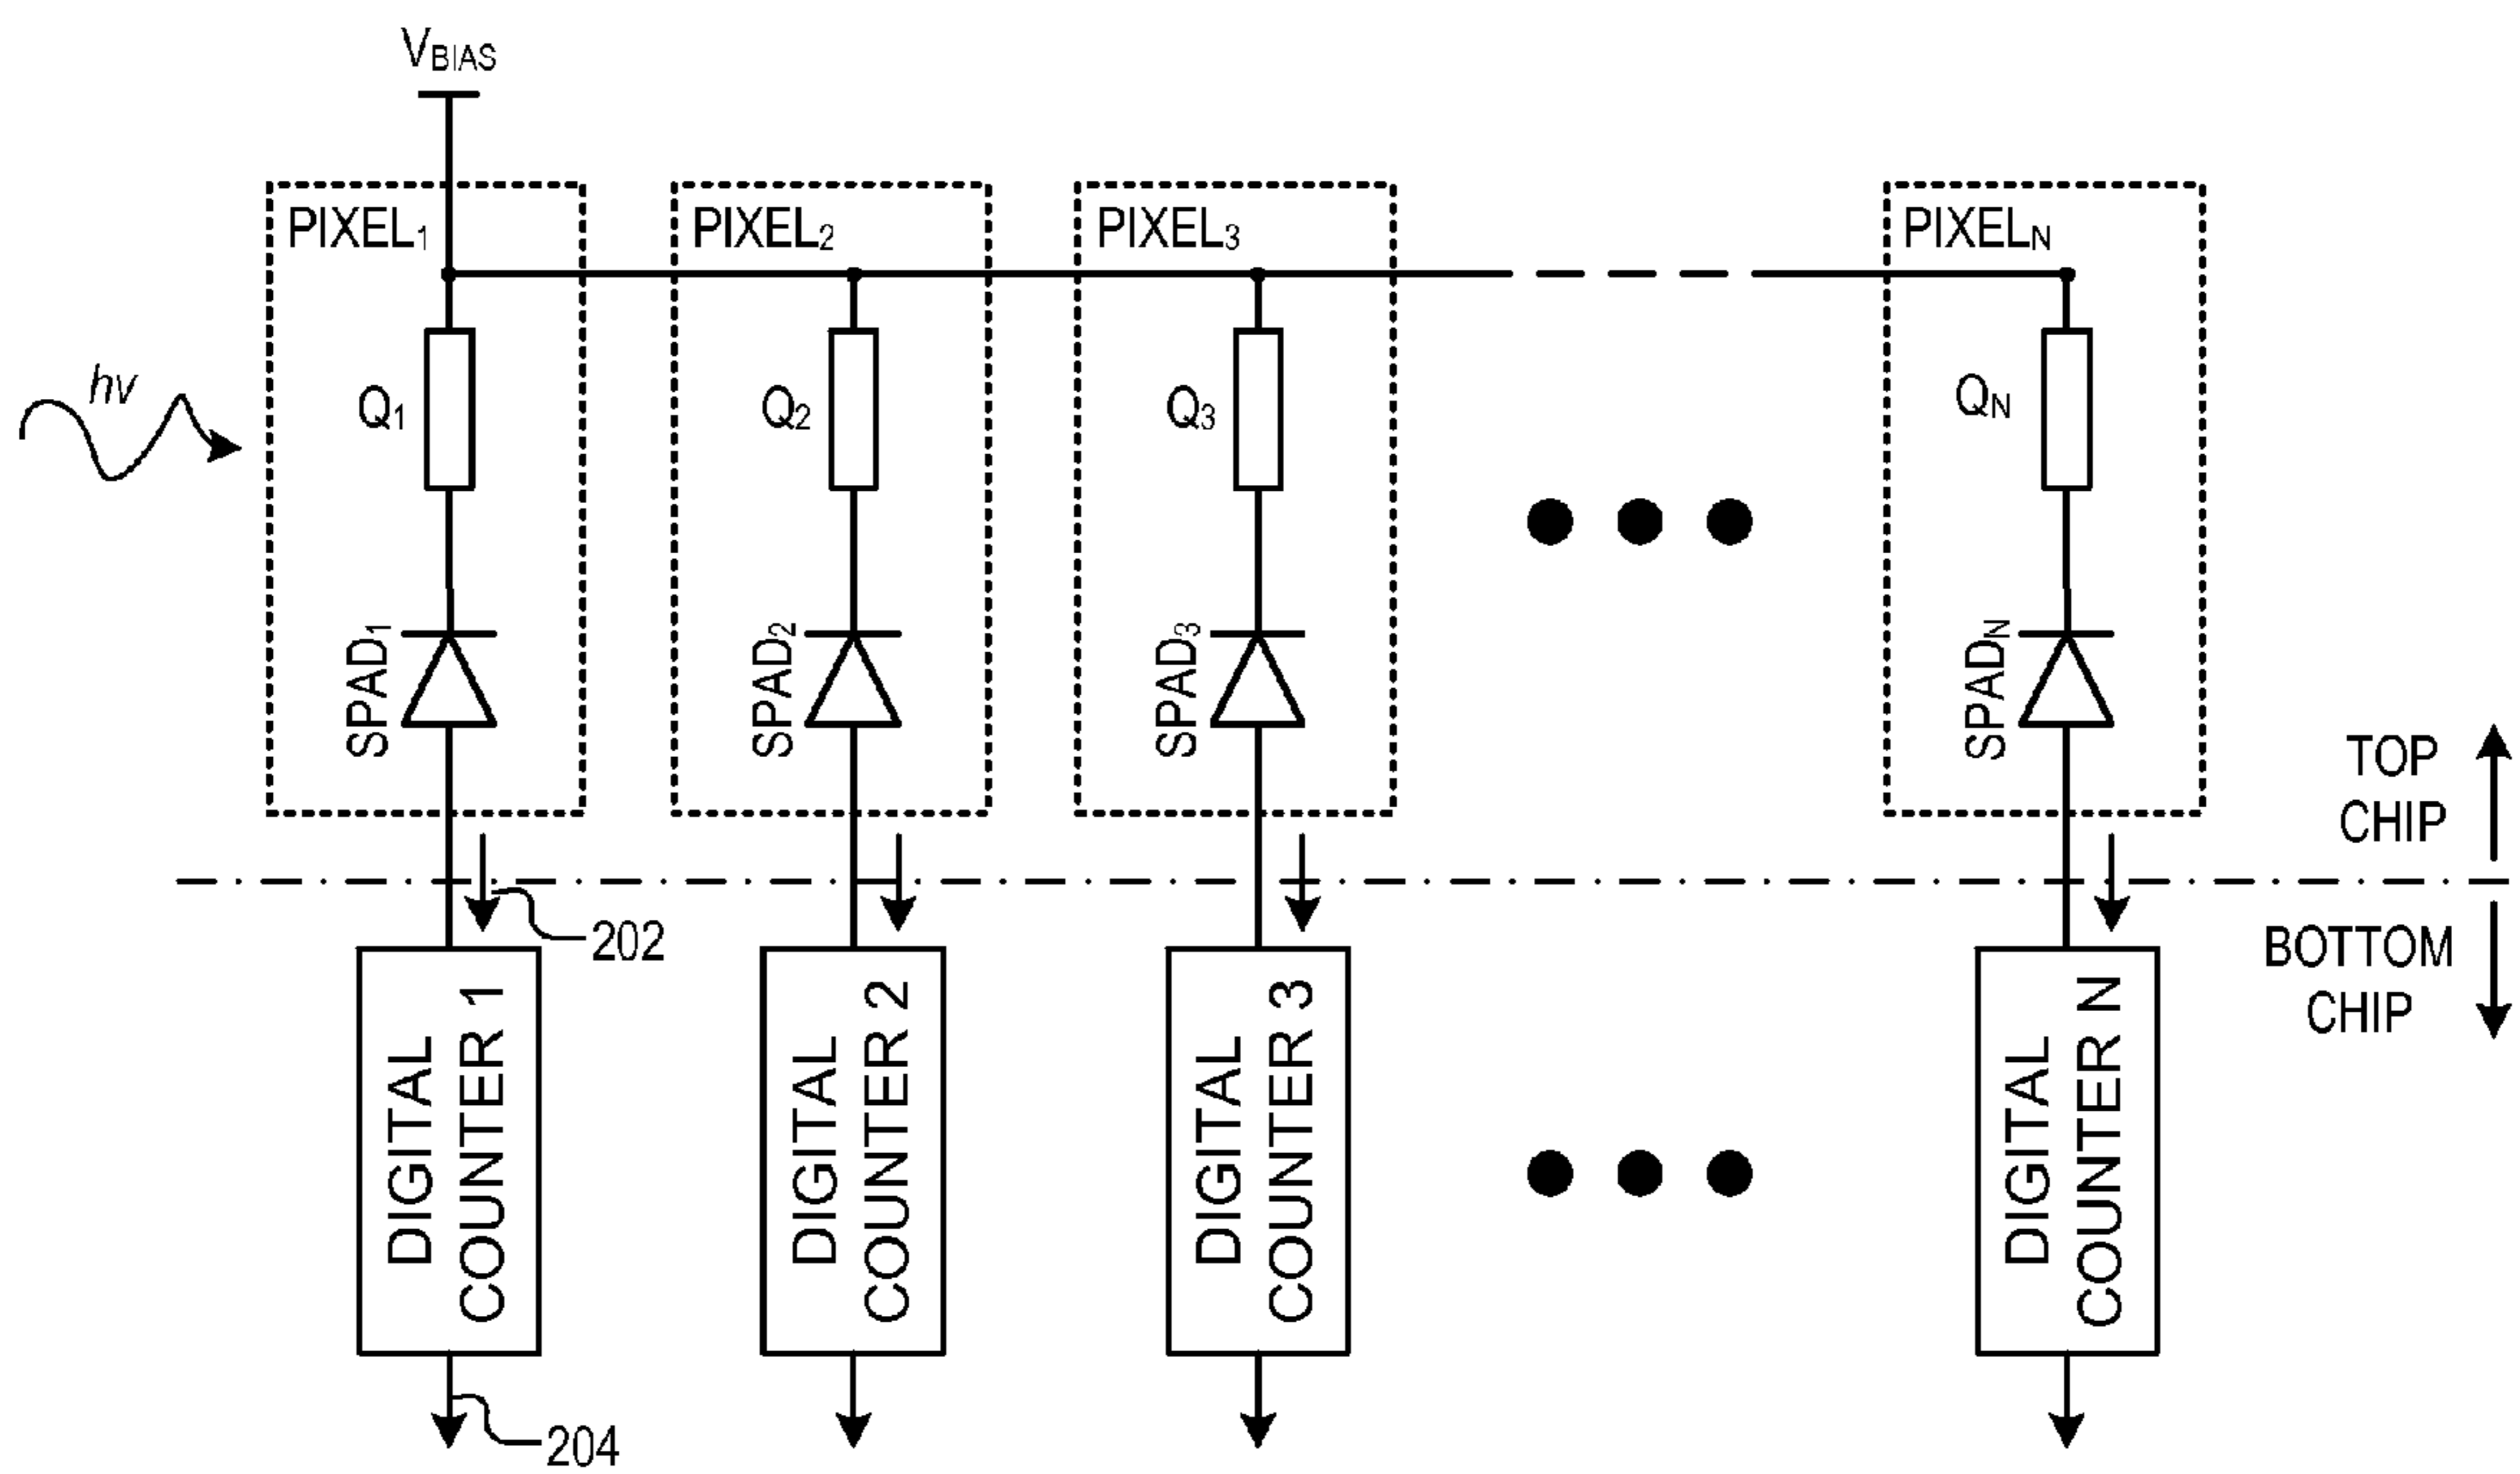 VBIAS
PIXEL1
PIXEL2
PIXEL3
PIXELN
hv
Q1
Q2
Q3
QN
SPAD1
SPAD2
SPAD3
SPADN
TOP
CHIP
202
BOTTOM
CHIP
DIGITAL
COUNTER 1
DIGITAL
COUNTER 2
DIGITAL
COUNTER 3
DIGITAL
COUNTER N
204